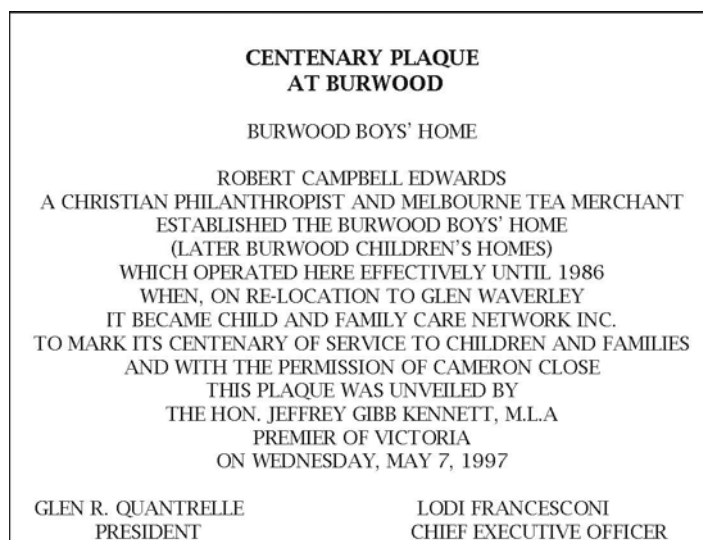 CENTENARY PLAQUE
AT BURWOOD
BURWOOD BOYS' HOME
ROBERT CAMPBELL EDWARDS
A CHRISTIAN PHILANTHROPIST AND MELBOURNE TEA MERCHANT
ESTABLISHED THE BURWOOD BOYS' HOME
(LATER BURWOOD CHILDREN'S HOMES)
WHICH OPERATED HERE EFFECTIVELY UNTIL 1986
WHEN, ON RE-LOCATION TO GLEN WAVERLEY
IT BECAME CHILD AND FAMILY CARE NETWORK INC.
TO MARK ITS CENTENARY OF SERVICE TO CHILDREN AND FAMILIES
AND WITH THE PERMISSION OF CAMERON CLOSE
THIS PLAQUE WAS UNVEILED BY
THE HON. JEFFREY GIBB KENNETT, M.L.A
PREMIER OF VICTORIA
ON WEDNESDAY, MAY 7, 1997
GLEN R. QUANTRELLE LODI FRANCESCONI
PRESIDENT CHIEF EXECUTIVE OFFICER